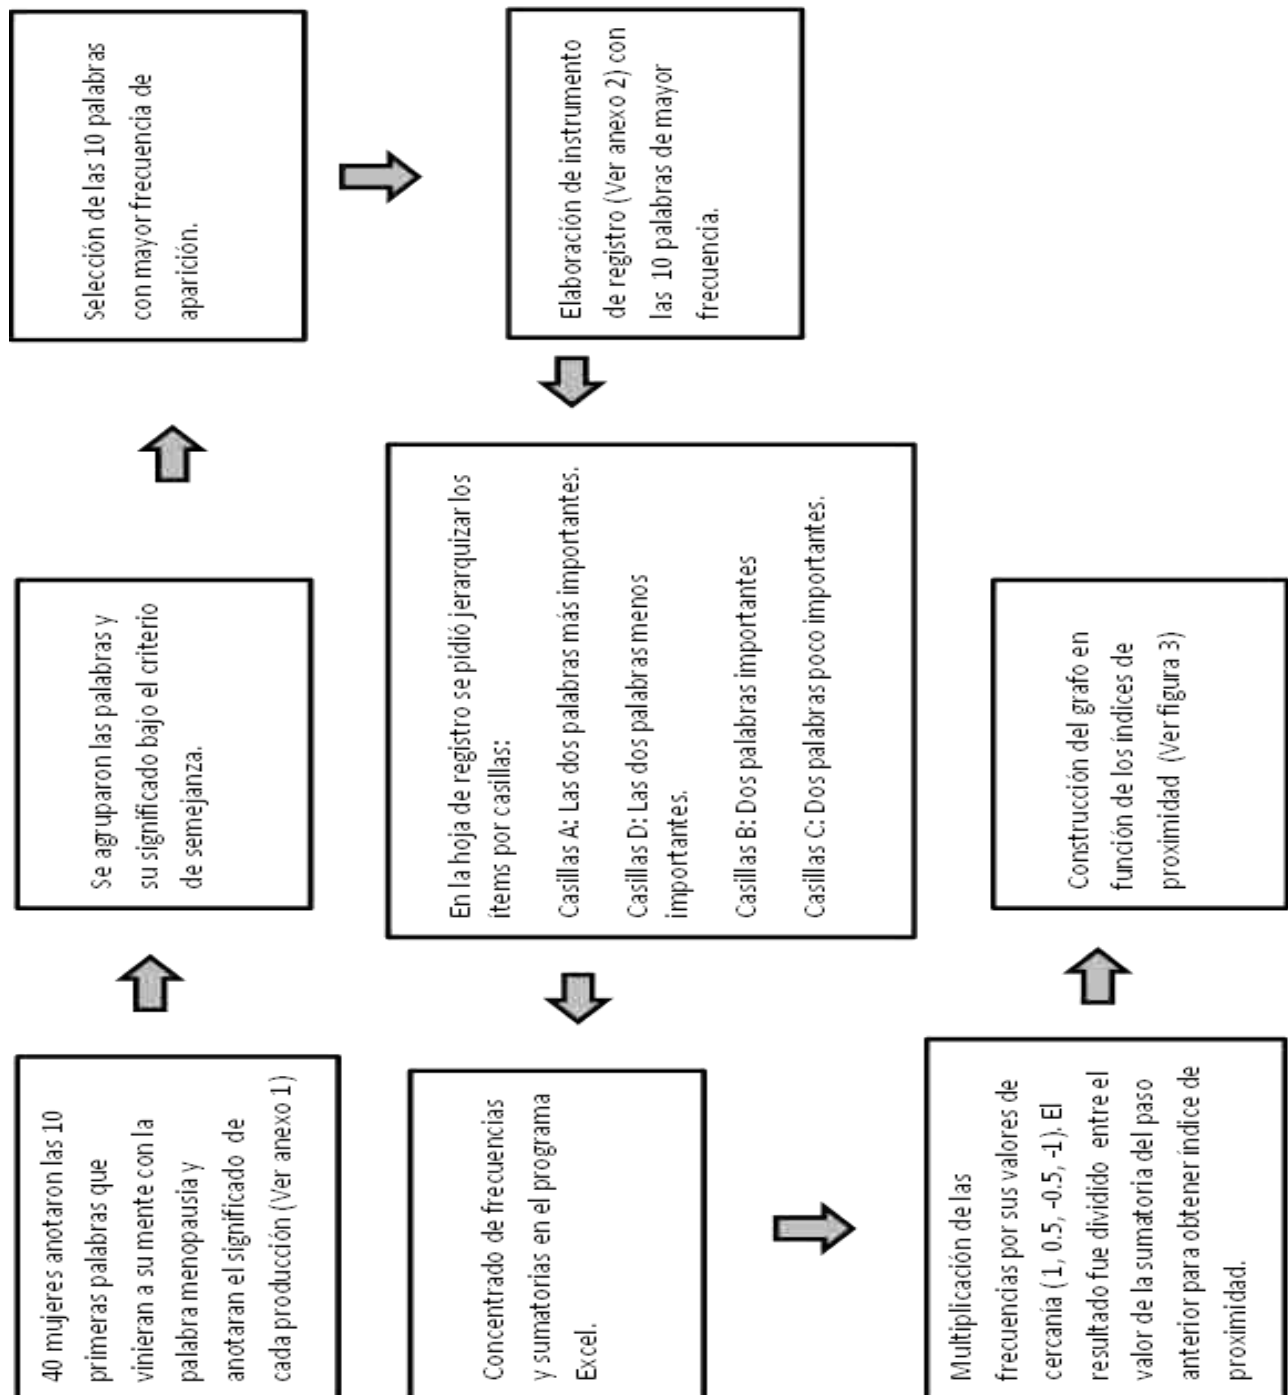 40 mujeres anotaron las 10
primeras palabras que
vinieran a su mente con la
palabra menopausia y
anotaran el significado de
cada producción (Ver anexo 1)
Se agruparon las palabras y
su significado bajo el criterio
de semejanza.
Selección de las 10 palabras
con mayor frecuencia de
aparición.
Elaboración de instrumento
de registro (Ver anexo 2) con
las 10 palabras de mayor
frecuencia.
En la hoja de registro se pidió jerarquizar los
ítems por casillas:
Casillas A: Las dos palabras más importantes.
Casillas D: Las dos palabras menos
importantes.
Casillas B: Dos palabras importantes
Casillas C: Dos palabras poco importantes.
Concentrado de frecuencias
y sumatorias en el programa
Excel.
Multiplicación de las
frecuencias por sus valores de
cercanía ( 1, 0.5, -0.5, -1). El
resultado fue dividido entre el
valor de la sumatoria del paso
anterior para obtener índice de
proximidad.
Construcción del grafo en
función de los índices de
proximidad (Ver figura 3)